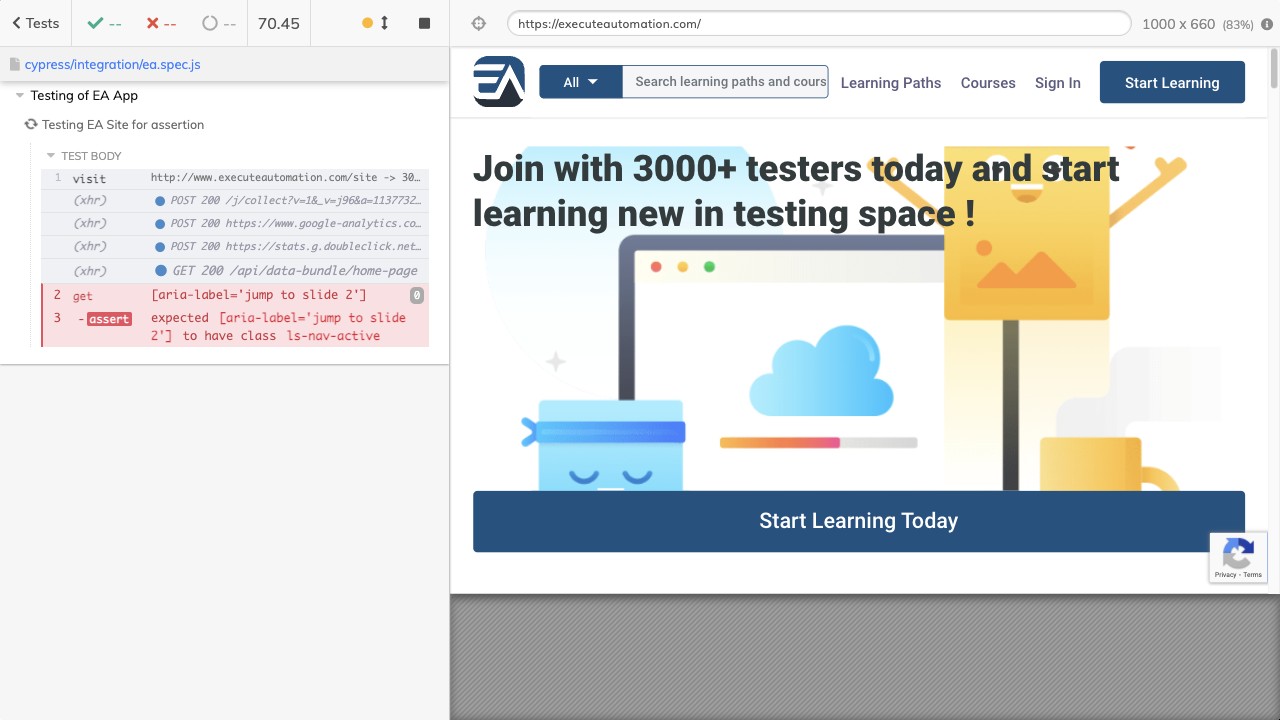 Tests
--
--
--
70.45
https://executeautomation.com/
1000 x 660 (83%)
cypress/integration/ea.spec.js
Testing of EA App
Testing EA Site for assertion
TEST BODY
1 visit http://www.executeautomation.com/site -> 30…
(xhr) POST 200 /j/collect?v=1&_v=j96&a=1137732…
(xhr) POST 200 https://www.google-analytics.co…
(xhr) POST 200 https://stats.g.doubleclick.net…
(xhr) GET 200 /api/data-bundle/home-page
2 get [aria-label='jump to slide 2'] 0
3 -assert expected [aria-label='jump to slide
2'] to have class ls-nav-active
EA
All
Search learning paths and cours
Learning Paths
Courses
Sign In
Start Learning
Join with 3000+ testers today and start
learning new in testing space !
Start Learning Today
Privacy - Terms